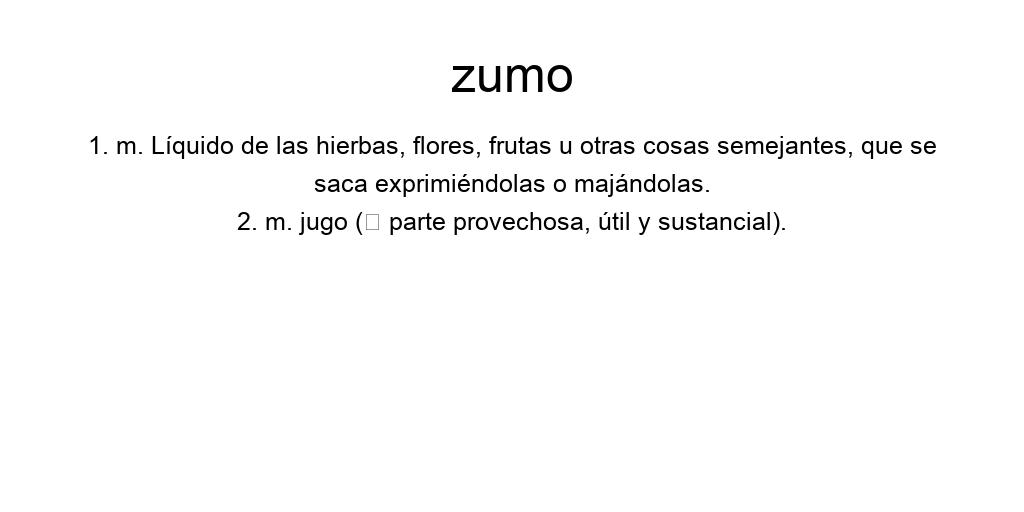 zumo
1. m. Líquido de las hierbas, flores, frutas u otras cosas semejantes, que se
saca exprimiéndolas o majándolas.
2. m. jugo (□ parte provechosa, útil y sustancial).